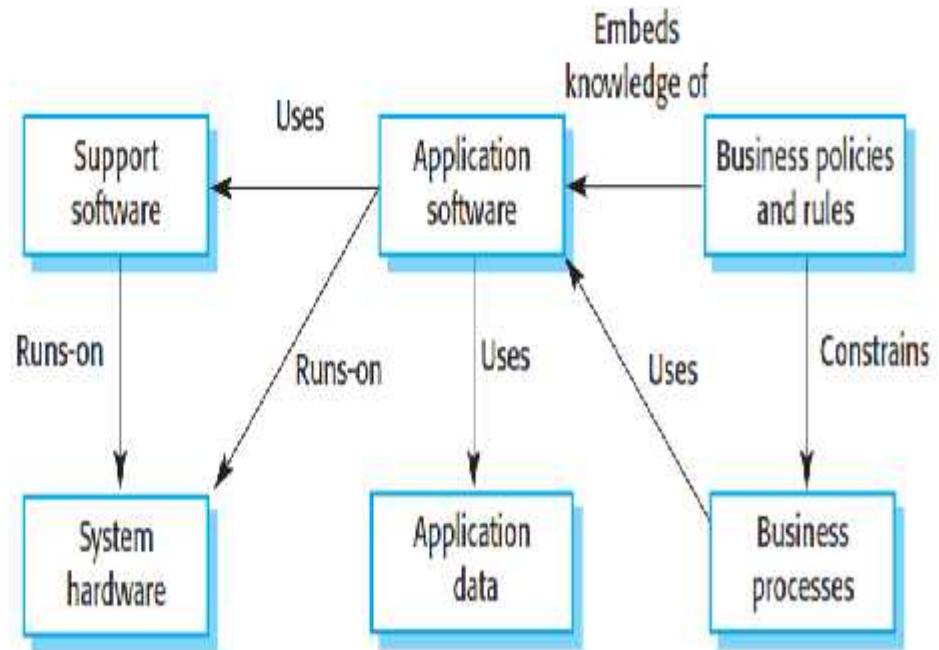 Embeds
knowledge of
Uses
Support
software
Application
software
Business policies
and rules
Runs-on
Runs-on
Uses
Uses
Constrains
System
hardware
Application
data
Business
processes